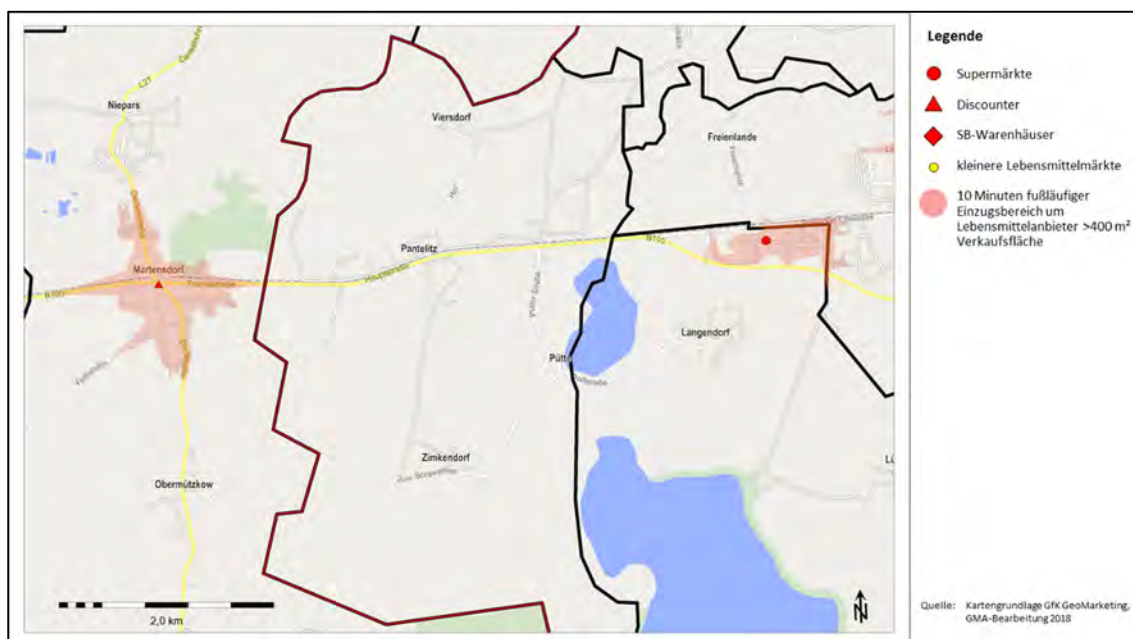 Niepars
L21
Viersdorf
Freienlande
Pantelitz
B105
Hauptstraße
Martensdorf
B105
Langendorf
Zimkendorf
Obermützkow
2,0 km
N
Legende
Supermärkte
Discounter
SB-Warenhäuser
kleinere Lebensmittelmärkte
10 Minuten fußläufiger
Einzugsbereich um
Lebensmittelanbieter >400 m²
Verkaufsfläche
Quelle: Kartengrundlage GfK GeoMarketing,
GMA-Bearbeitung 2018